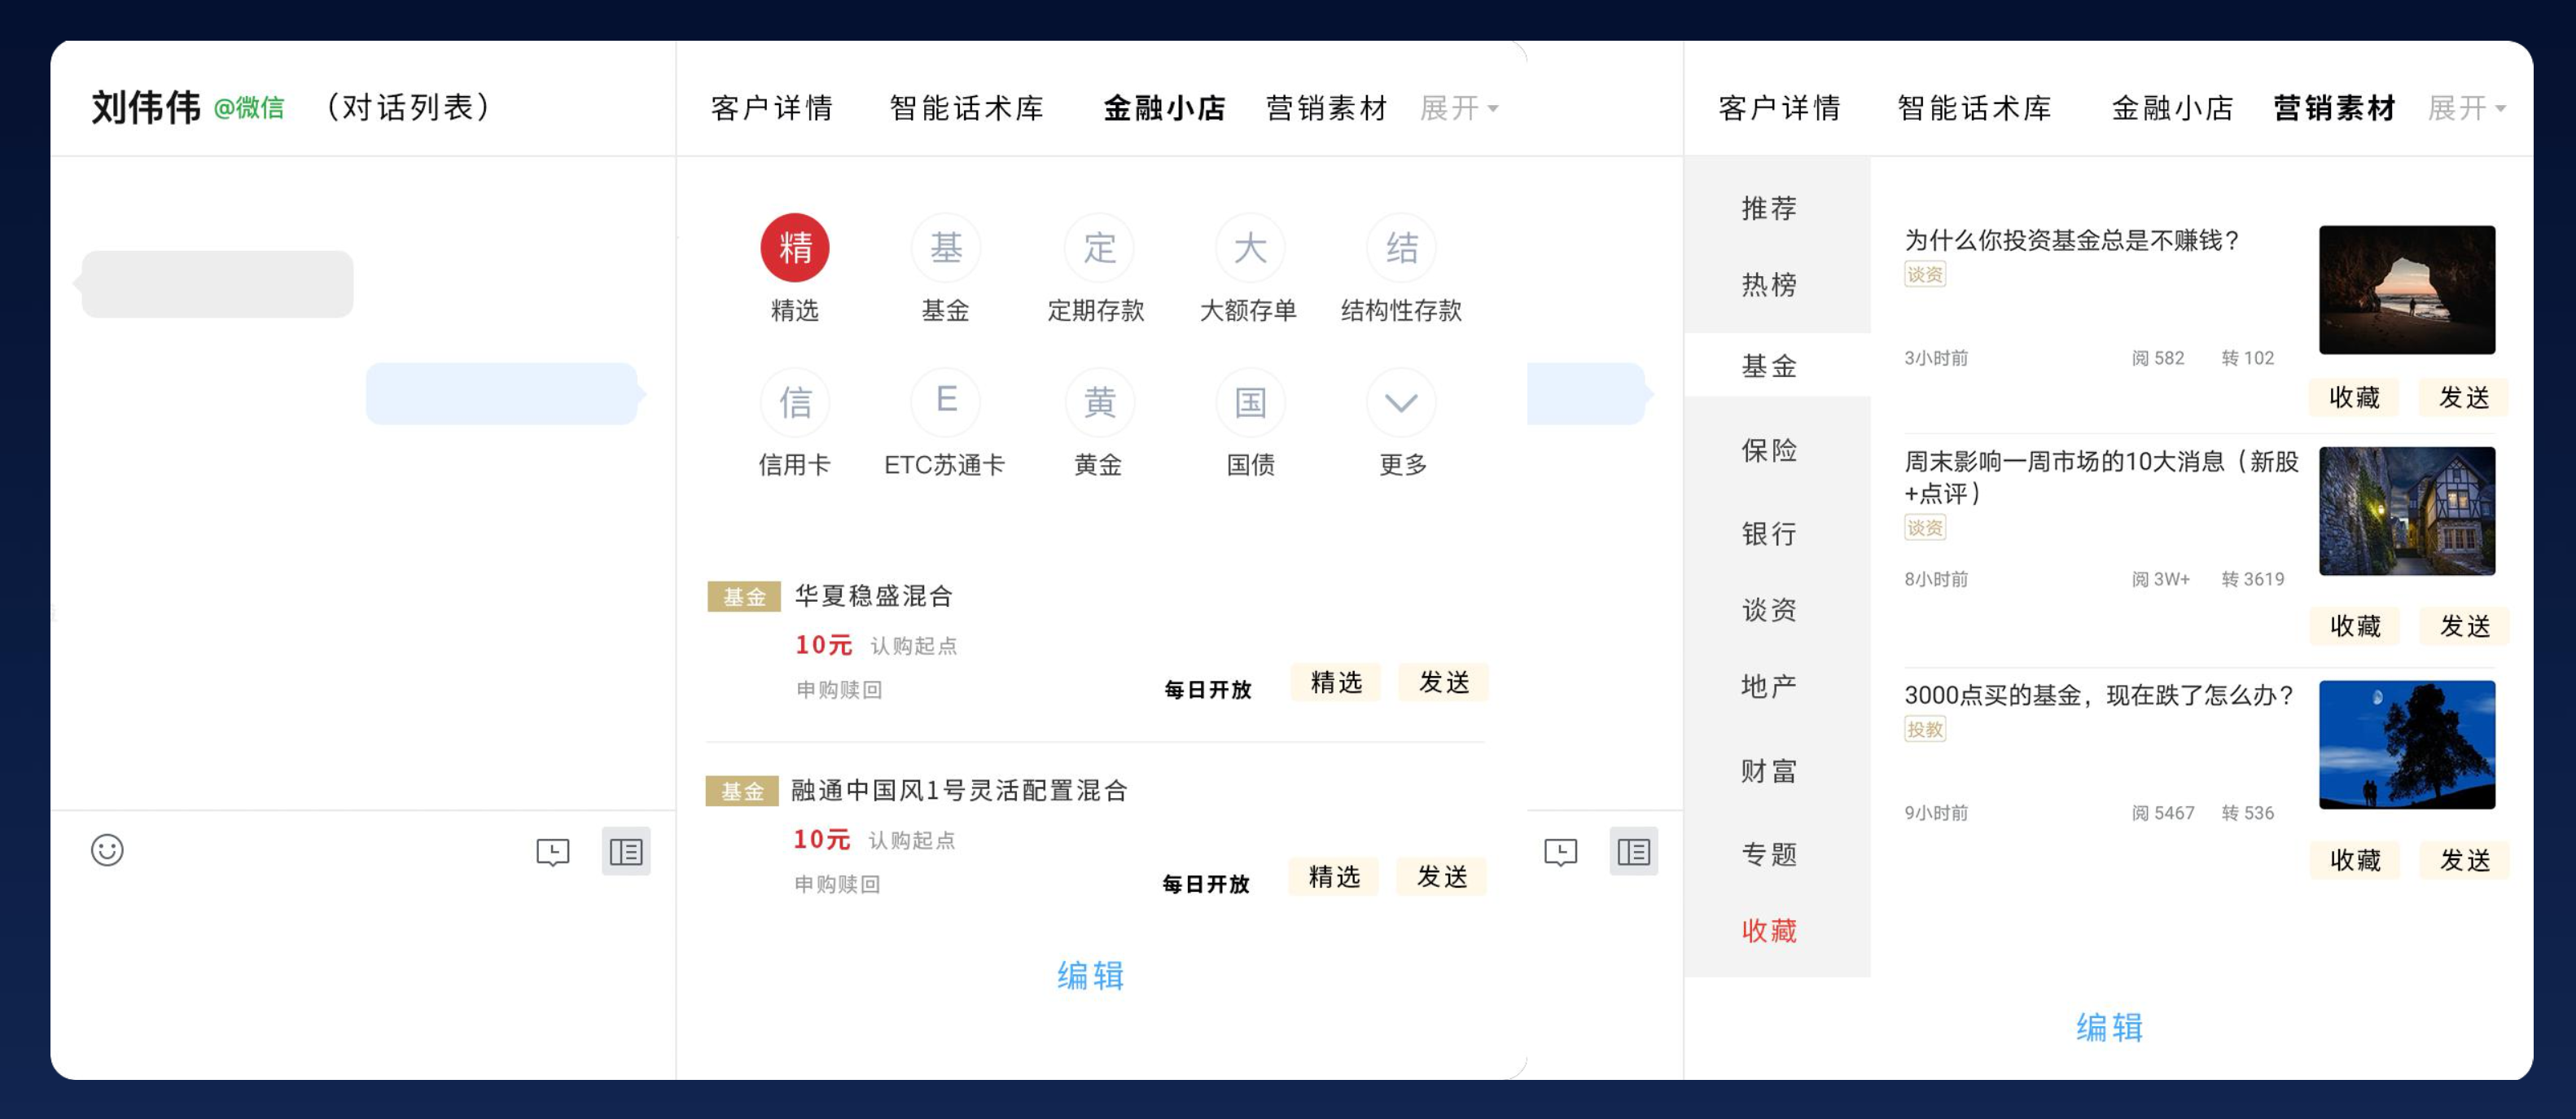 刘伟伟 @微信 （对话列表）
客户详情 智能话术库 金融小店 营销素材 展开
精 基 定 大 结
精选 基金 定期存款 大额存单 结构性存款
信 E 黄 国
信用卡 ETC苏通卡 黄金 国债 更多
基金 华夏稳盛混合
10元 认购起点
申购赎回 每日开放 精选 发送
基金 融通中国风1号灵活配置混合
10元 认购起点
申购赎回 每日开放 精选 发送
编辑
客户详情 智能话术库 金融小店 营销素材 展开
推荐
热榜
基金
保险
银行
谈资
地产
财富
专题
收藏
为什么你投资基金总是不赚钱？
谈资
3小时前 阅 582 转 102
收藏 发送
周末影响一周市场的10大消息（新股
+点评）
谈资
8小时前 阅 3W+ 转 3619
收藏 发送
3000点买的基金，现在跌了怎么办？
投教
9小时前 阅 5467 转 536
收藏 发送
编辑